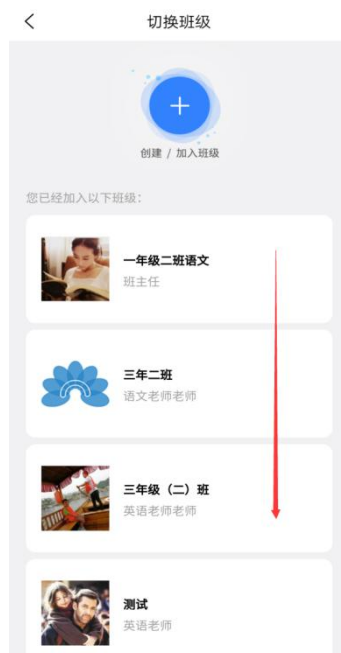 切换班级
创建 / 加入班级
您已经加入以下班级：
一年级二班语文
班主任
三年二班
语文老师老师
三年级（二）班
英语老师老师
测试
英语老师